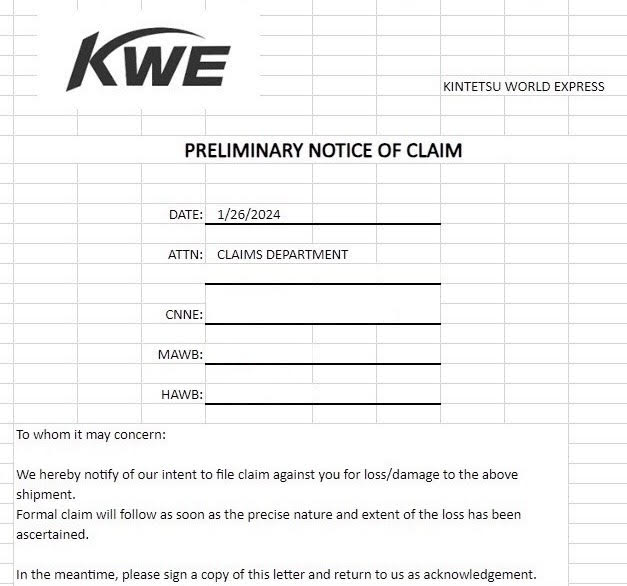 KWE
KINTETSU WORLD EXPRESS
PRELIMINARY NOTICE OF CLAIM
DATE: 1/26/2024
ATTN: CLAIMS DEPARTMENT
CNNE:
MAWB:
HAWB:
To whom it may concern:
We hereby notify of our intent to file claim against you for loss/damage to the above
shipment.
Formal claim will follow as soon as the precise nature and extent of the loss has been
ascertained.
In the meantime, please sign a copy of this letter and return to us as acknowledgement.